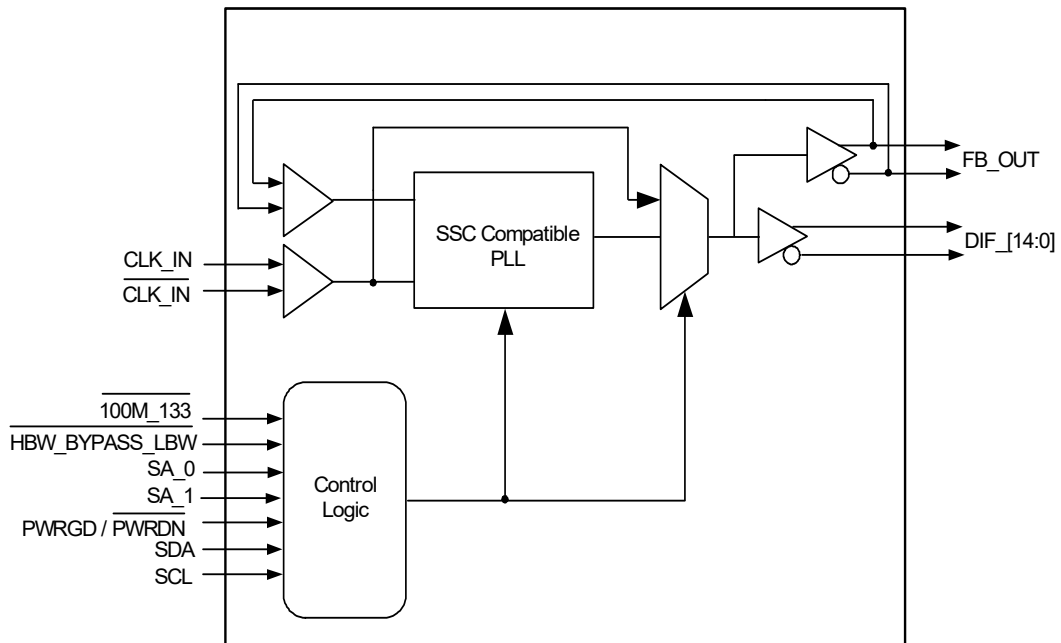 FB_OUT
SSC Compatible
PLL
DIF_[14:0]
CLK_IN
CLK_IN
100M_133
HBW_BYPASS_LBW
SA_0
SA_1
PWRGD / PWRDN
SDA
SCL
Control
Logic